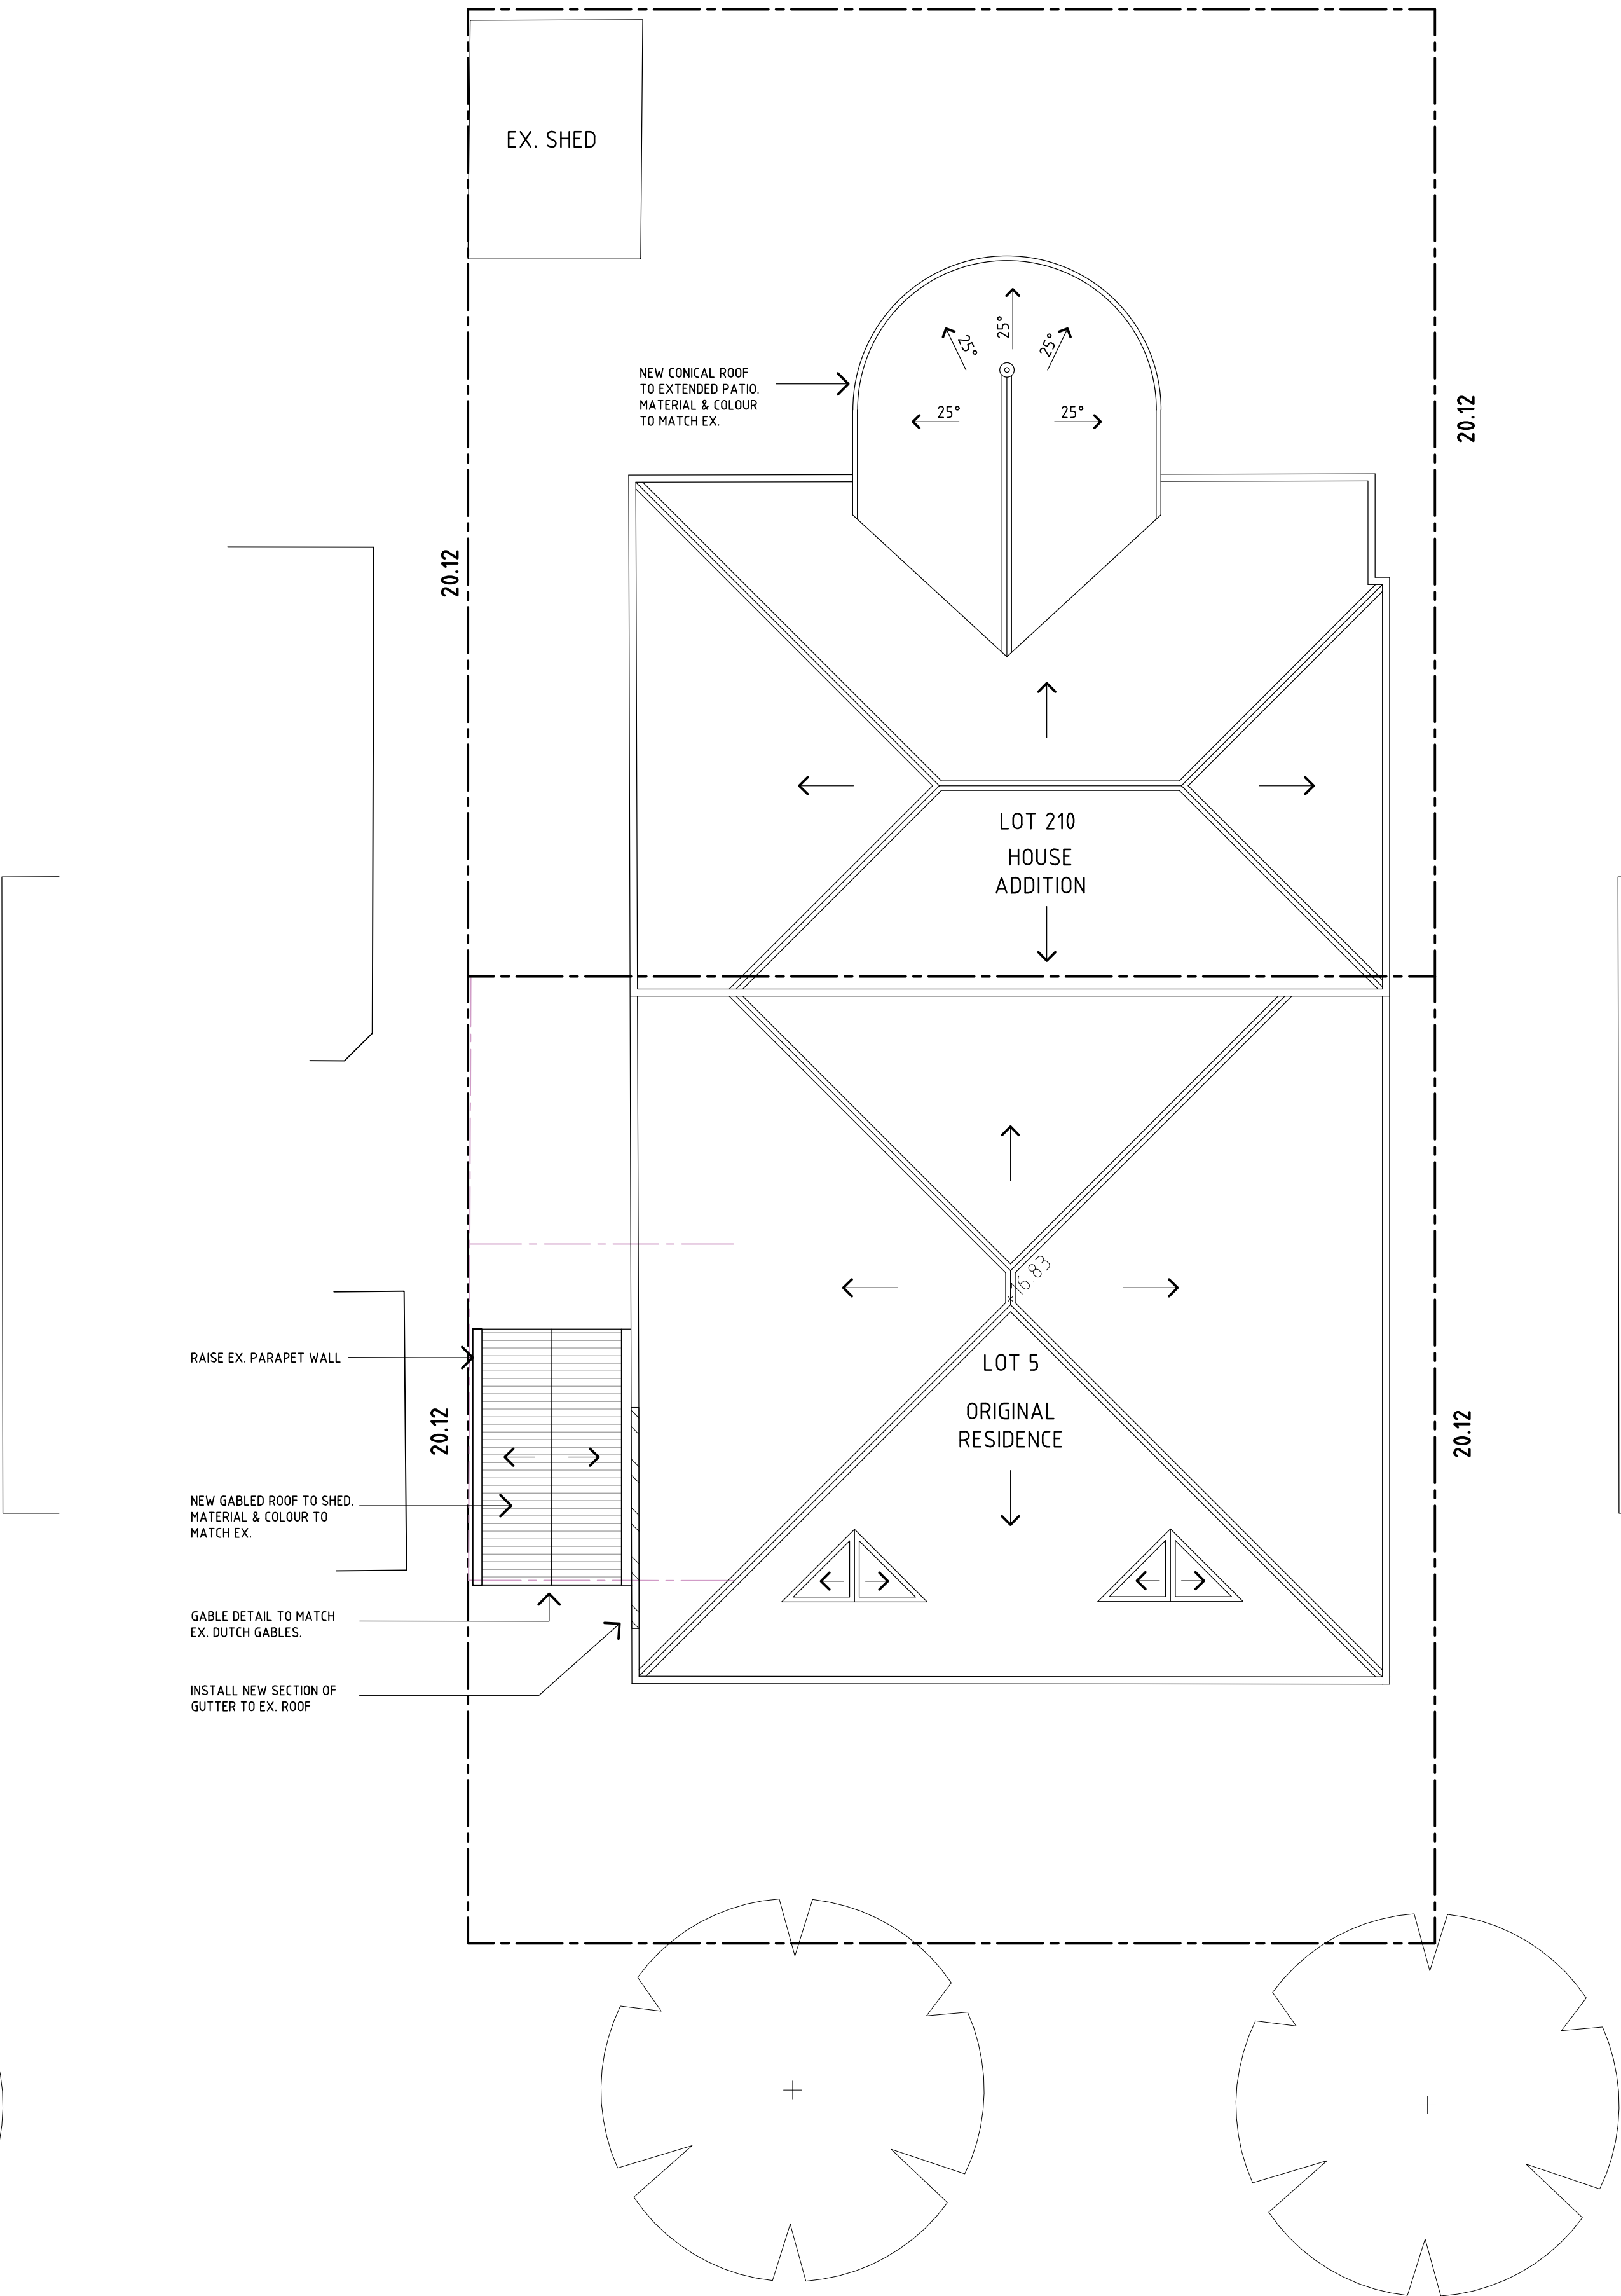 EX. SHED
25°
25°
25°
25°
25°
NEW CONICAL ROOF
TO EXTENDED PATIO.
MATERIAL & COLOUR
TO MATCH EX.
20.12
20.12
LOT 210
HOUSE
ADDITION
16.83
RAISE EX. PARAPET WALL
LOT 5
ORIGINAL
RESIDENCE
20.12
20.12
NEW GABLED ROOF TO SHED.
MATERIAL & COLOUR TO
MATCH EX.
GABLE DETAIL TO MATCH
EX. DUTCH GABLES.
INSTALL NEW SECTION OF
GUTTER TO EX. ROOF